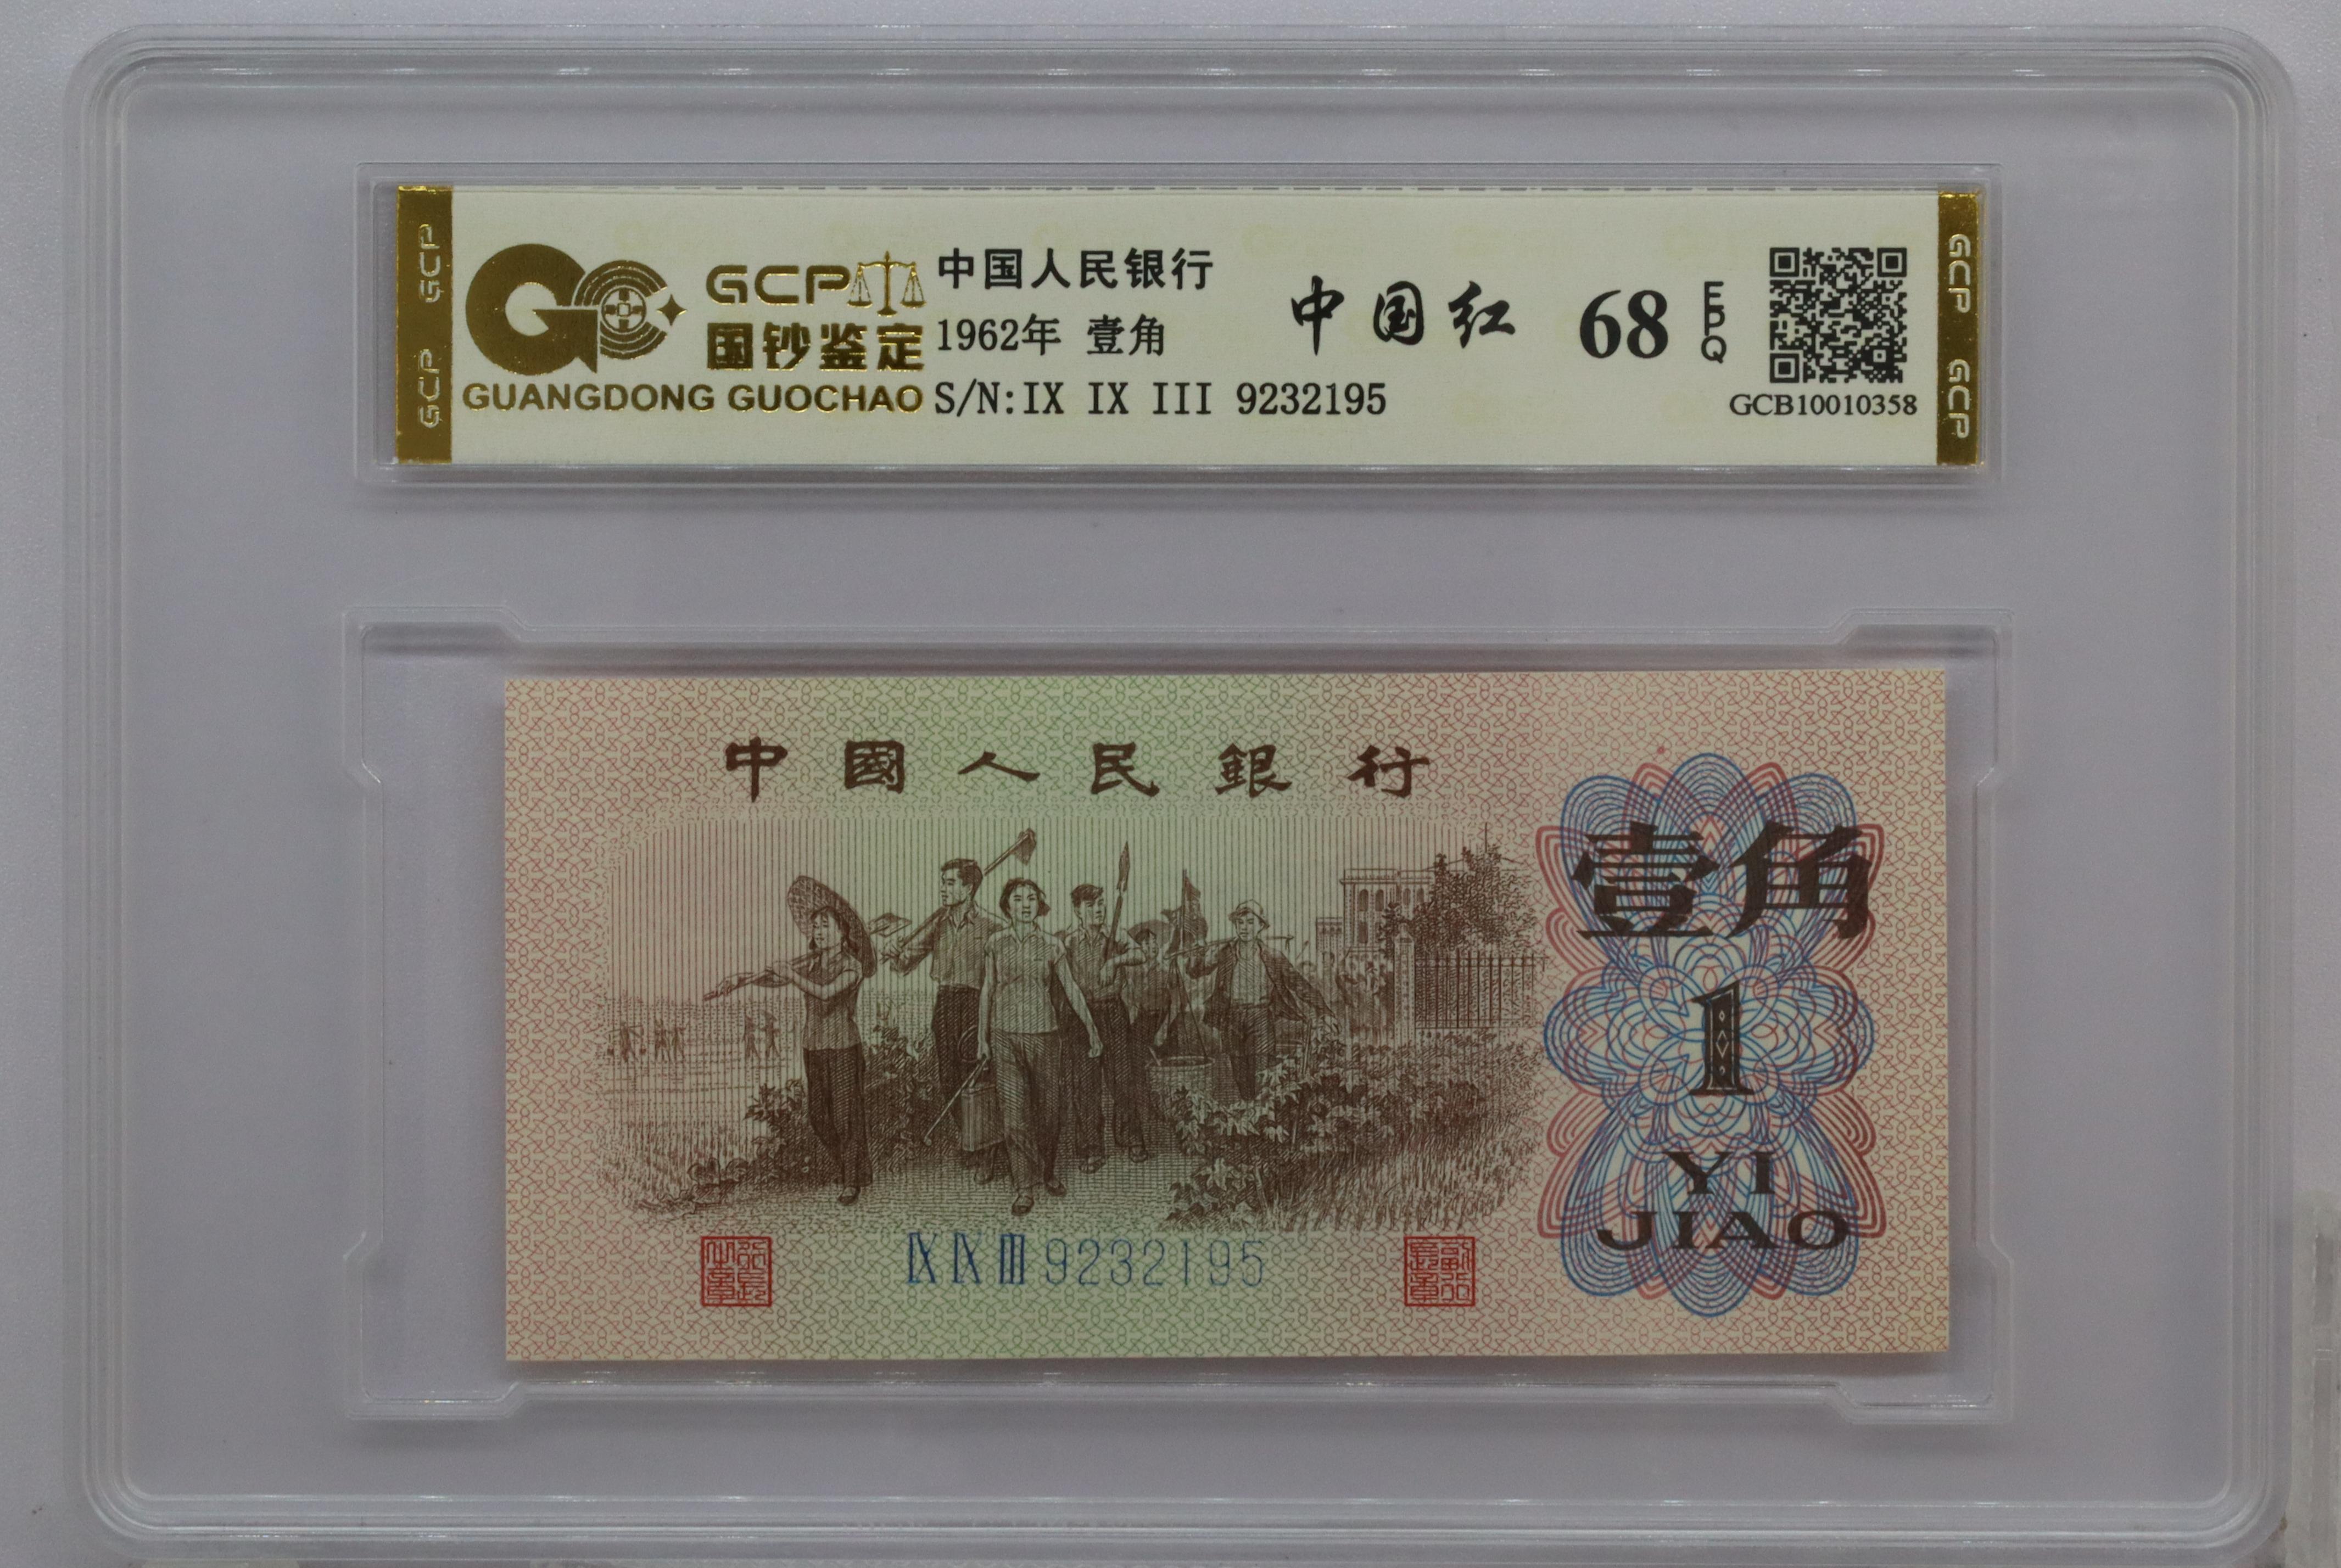 GCP GCP
GCP
国钞鉴定
GUANGDONG GUOCHAO
中国人民银行
1962年 壹角
S/N:IX IX III 9232195
中国红
68
EPQ
GCB10010358
GCP GCP
中國人民銀行
壹角
1
YI
JIAO
IX IX III 9232195